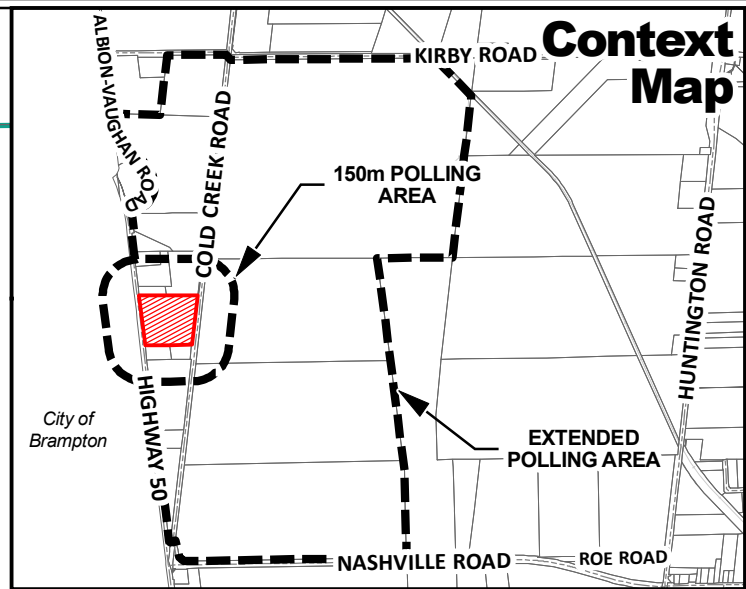 Context
Map
KIRBY ROAD
ALBION-VAUGHAN ROAD
COLD CREEK ROAD
150m POLLING
AREA
HUNTINGTON ROAD
HIGHWAY 50
City of
Brampton
EXTENDED
POLLING AREA
NASHVILLE ROAD
ROE ROAD